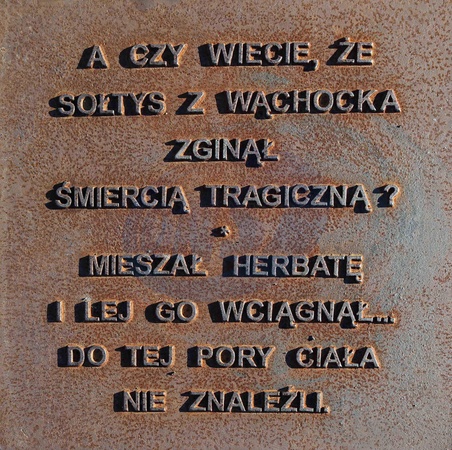 A CZY WIECIE, ŻE
SOŁTYS Z WĄCHOCKA
ZGINĄŁ
ŚMIERCIĄ TRAGICZNĄ?
-
MIESZAŁ HERBATĘ
I LEJ GO WCIĄGNĄŁ...
DO TEJ PORY CIAŁA
NIE ZNALEŹLI.